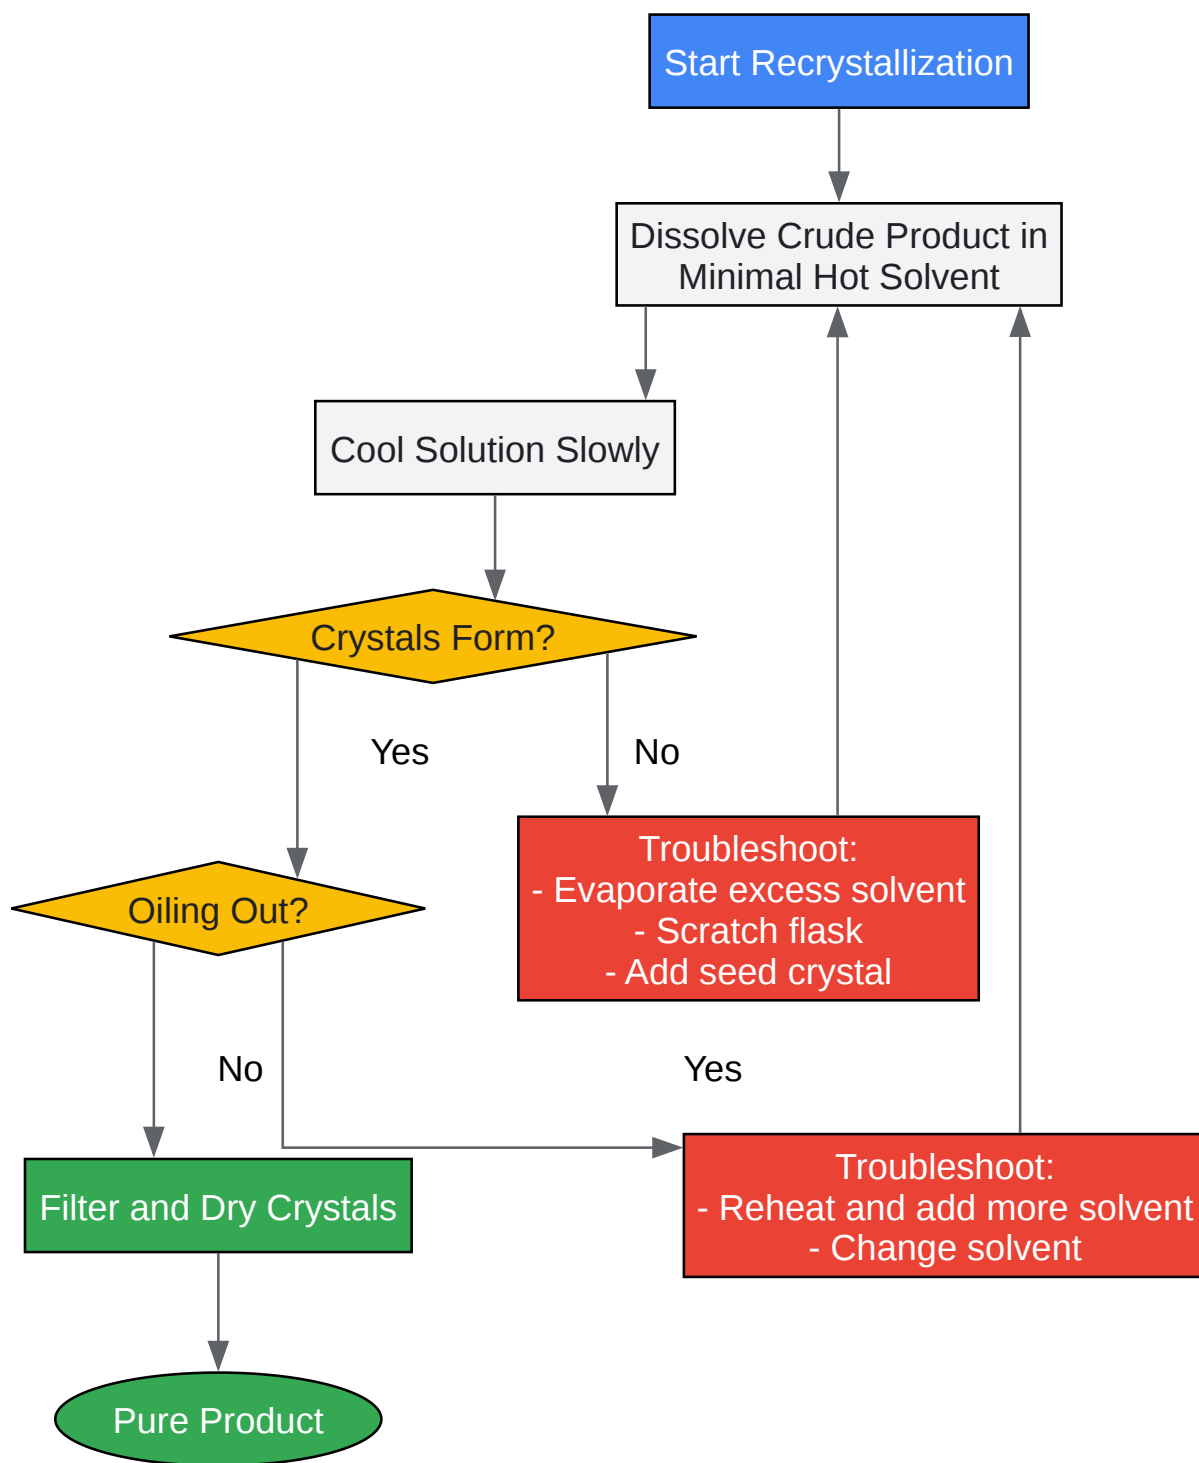 Start Recrystallization
Dissolve Crude Product in
Minimal Hot Solvent
Cool Solution Slowly
Crystals Form?
Yes
No
Troubleshoot:
- Evaporate excess solvent
- Scratch flask
- Add seed crystal
Oiling Out?
No
Yes
Filter and Dry Crystals
Troubleshoot:
- Reheat and add more solvent
- Change solvent
Pure Product